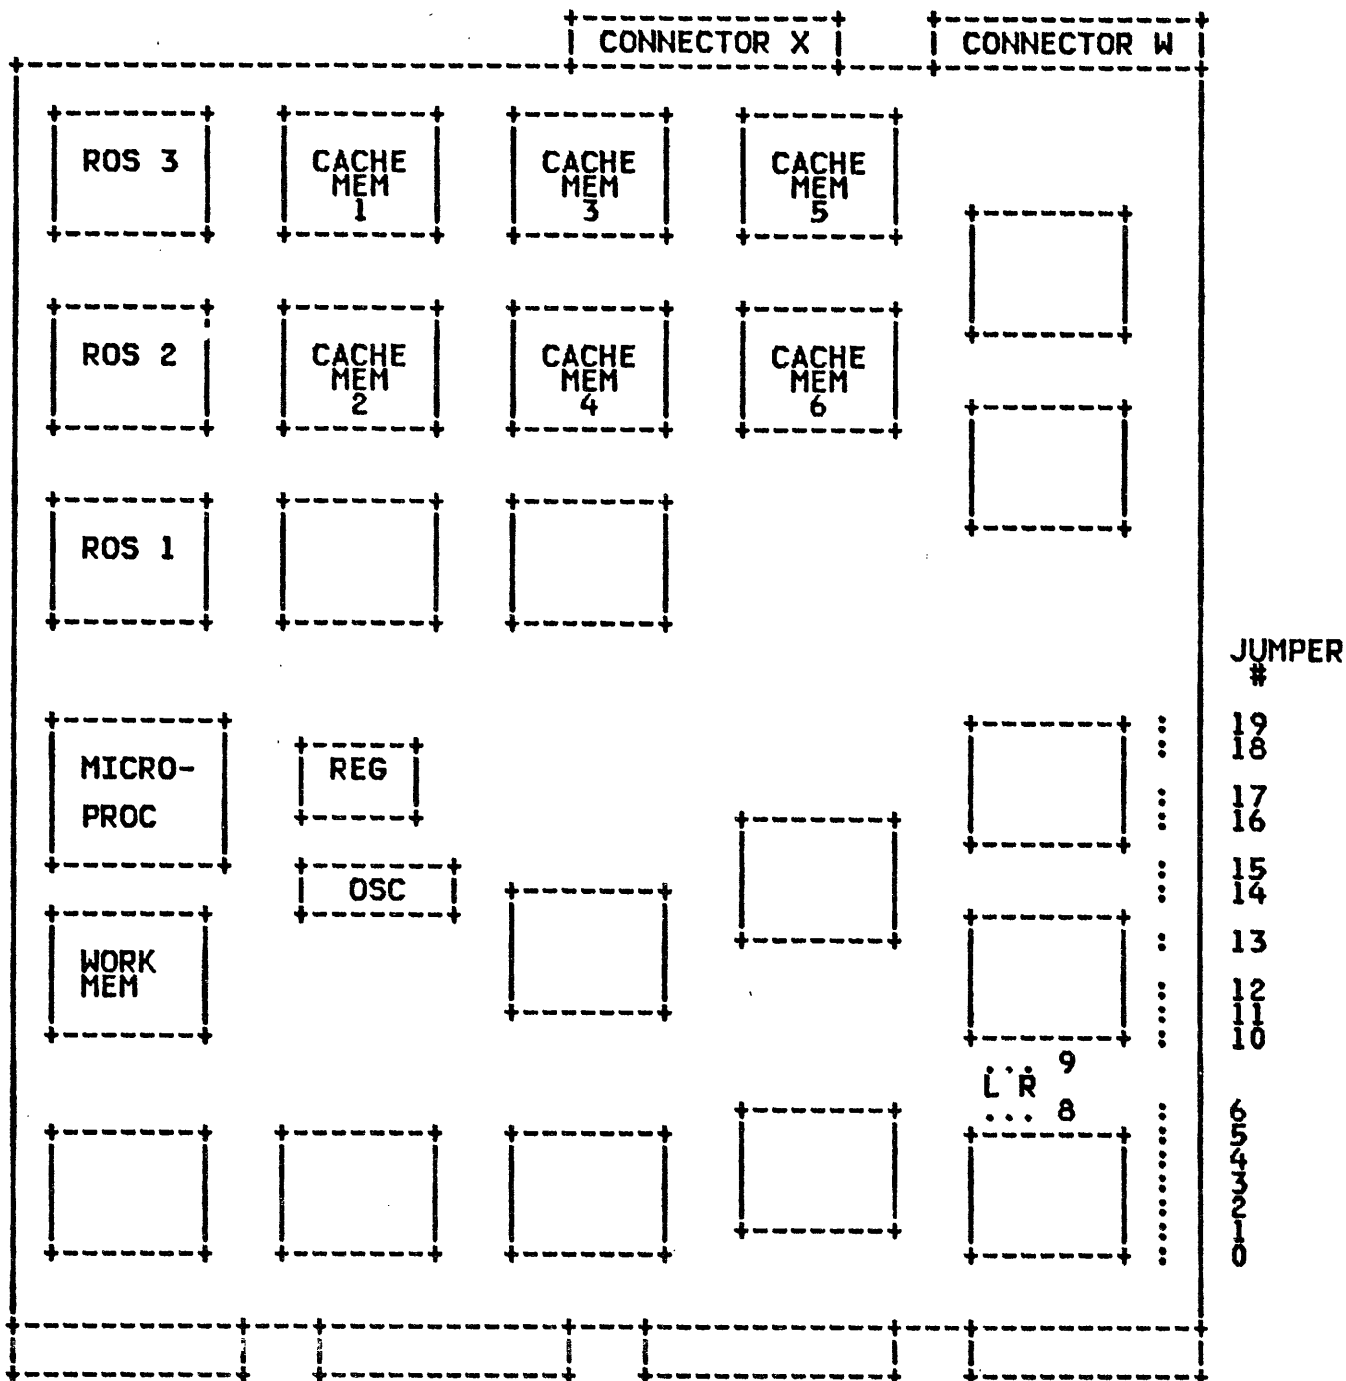 CONNECTOR X CONNECTOR W
ROS 3 CACHE CACHE CACHE
MEM MEM MEM
1 3 5
ROS 2 CACHE CACHE CACHE
MEM MEM MEM
2 4 6
ROS 1
JUMPER
#
19
MICRO- REG 18
17
PROC 16
OSC 15
14
WORK 13
MEM 12
11
10
9
L R
8 6
5
4
3
2
1
0